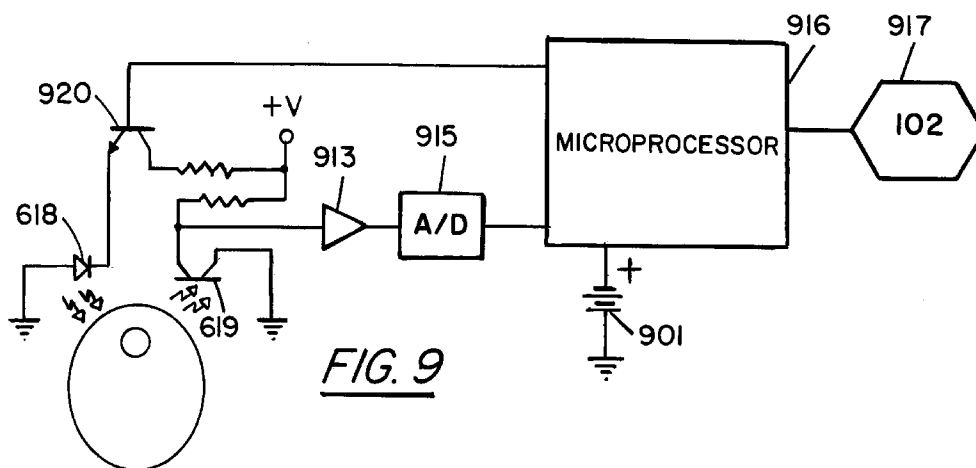 916
917
920
+V
913
915
MICROPROCESSOR
102
A/D
618
619
+
901
FIG. 9